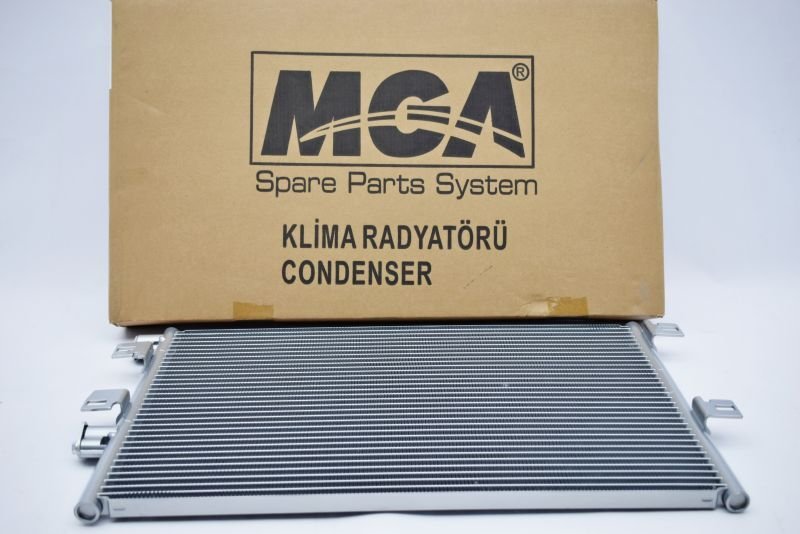 MCA®
Spare Parts System
KLİMA RADYATÖRÜ
CONDENSER